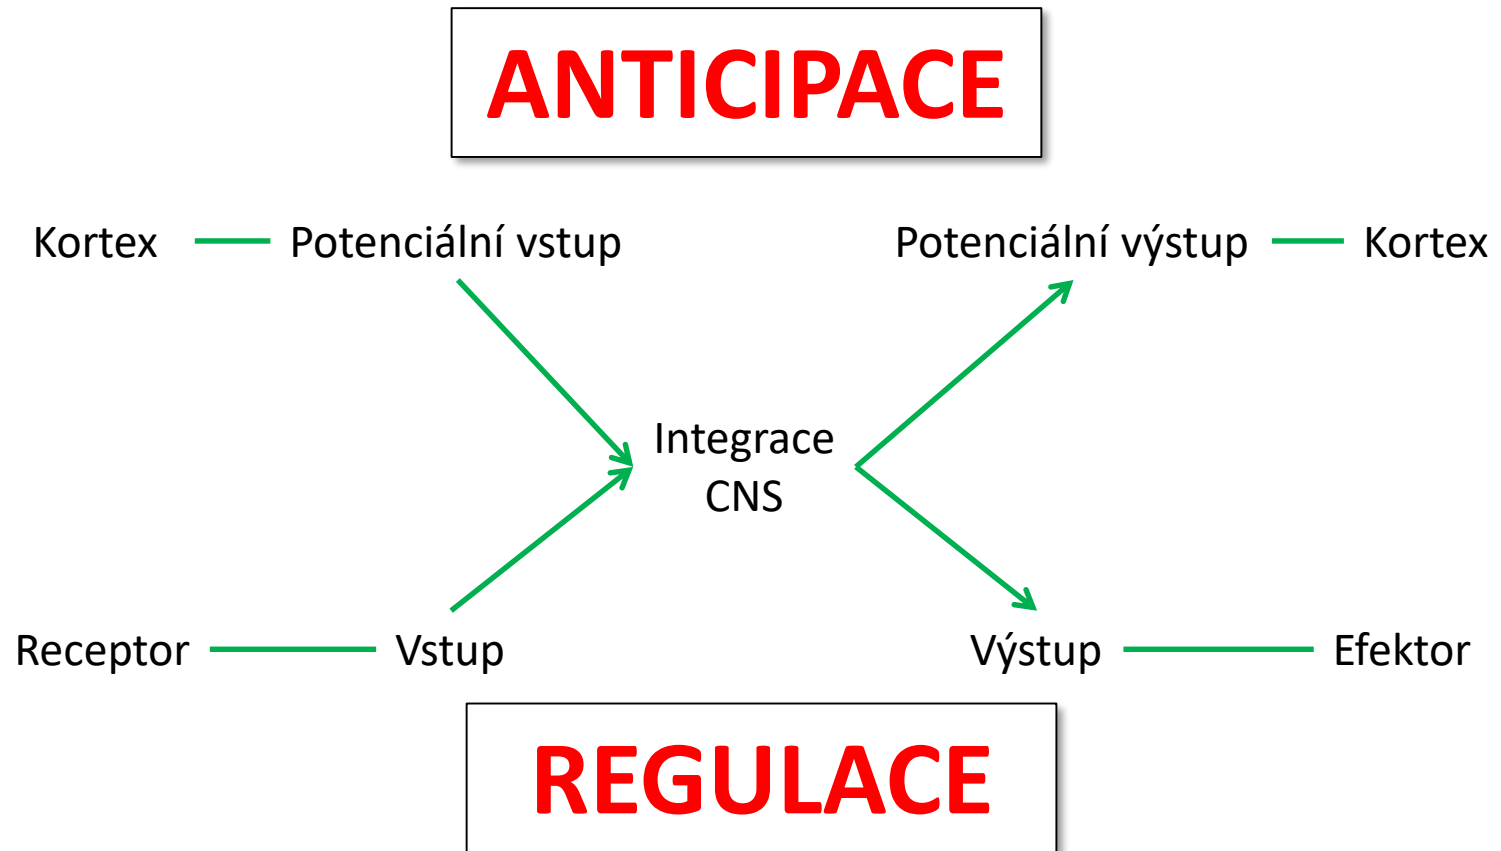 ANTICIPACE
Kortex Potenciální vstup Potenciální výstup Kortex
Integrace
CNS
Receptor Vstup Výstup Efektor
REGULACE